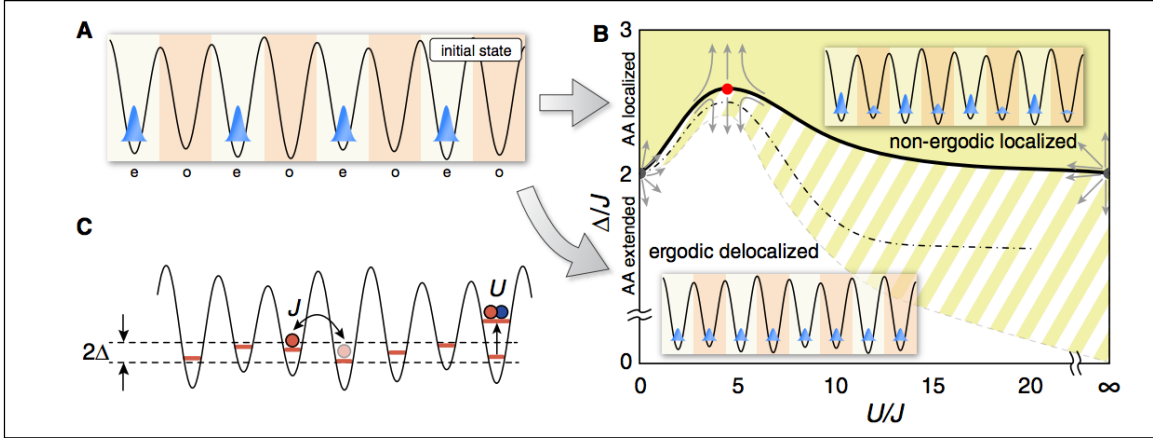 A
initial state
e o e o e o e o
B
3
2
0
AA localized
Δ/J
AA extended
non-ergodic localized
ergodic delocalized
0 5 10 15 20 ∞
U/J
C
J
U
2Δ